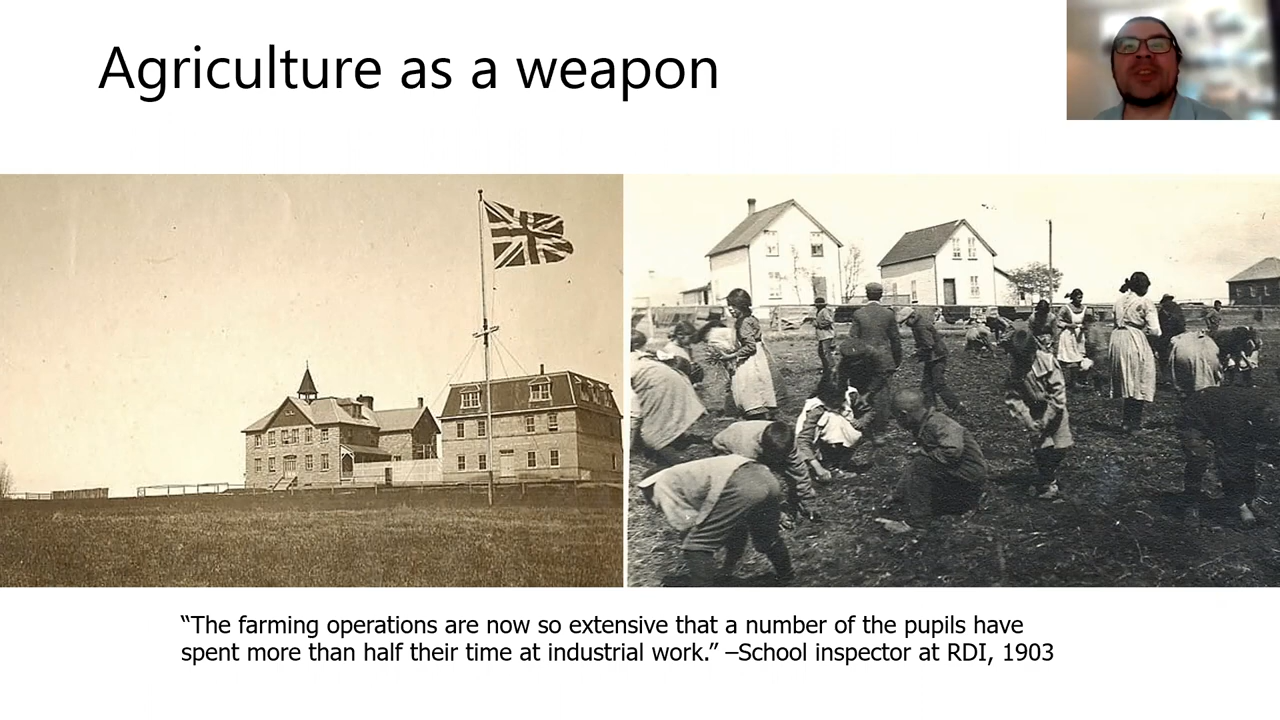 Agriculture as a weapon
“The farming operations are now so extensive that a number of the pupils have
spent more than half their time at industrial work.” –School inspector at RDI, 1903